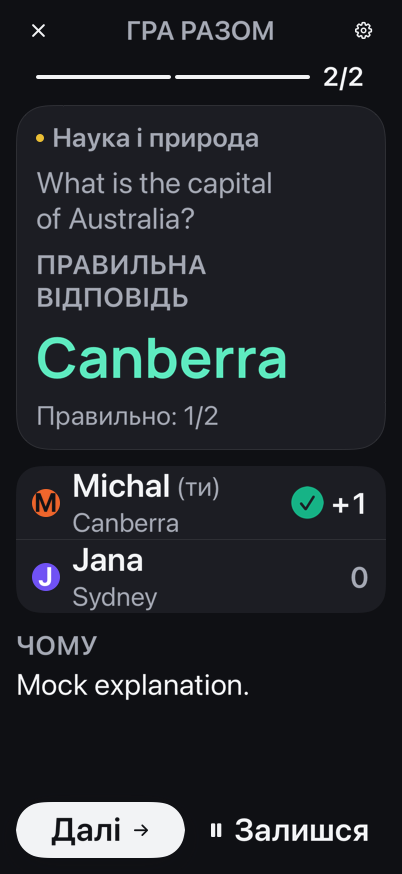 ГРА РАЗОМ
2/2
Наука і природа
What is the capital
of Australia?
ПРАВИЛЬНА
ВІДПОВІДЬ
Canberra
Правильно: 1/2
M Michal (ти)
Canberra
+1
J Jana
Sydney
0
ЧОМУ
Mock explanation.
Далі →
Залишся